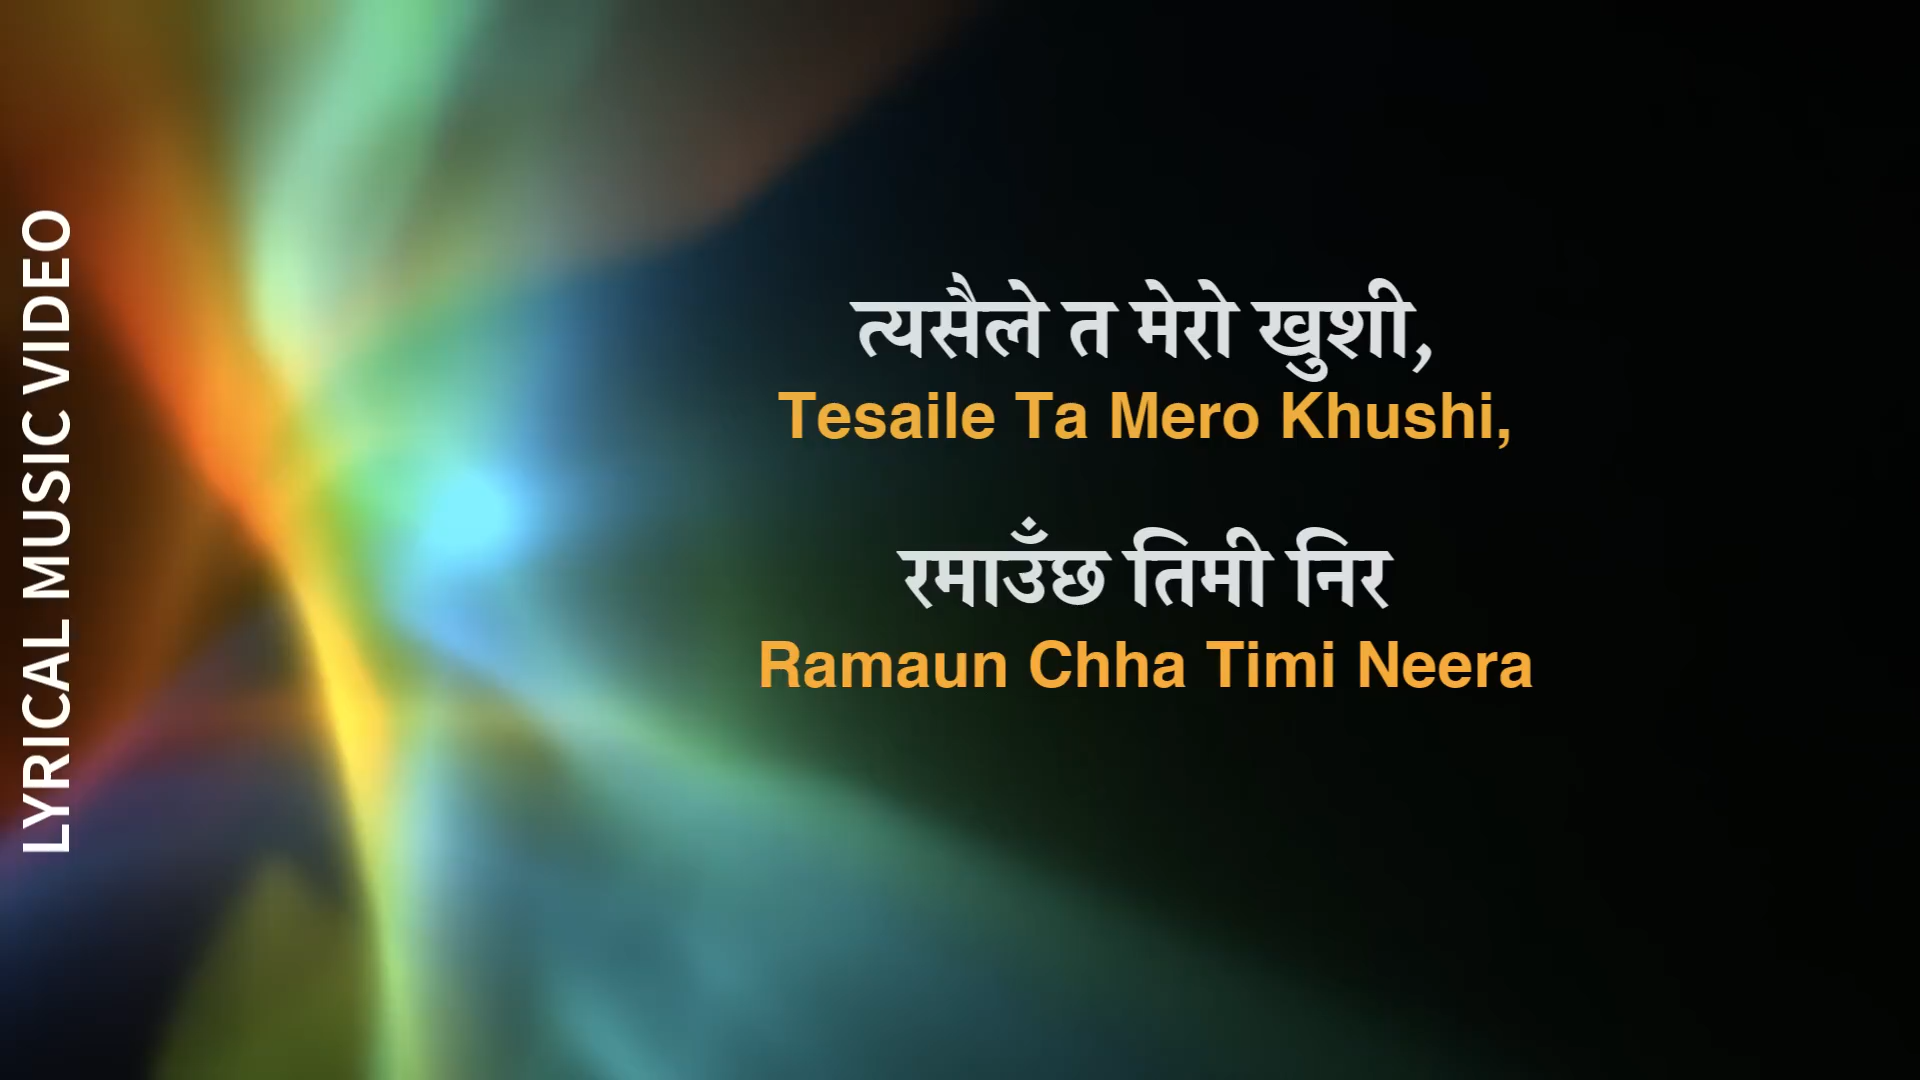 LYRICAL MUSIC VIDEO
त्यसैले त मेरो खुशी,
Tesaile Ta Mero Khushi,
रमाउँछ तिमी निर
Ramaun Chha Timi Neera